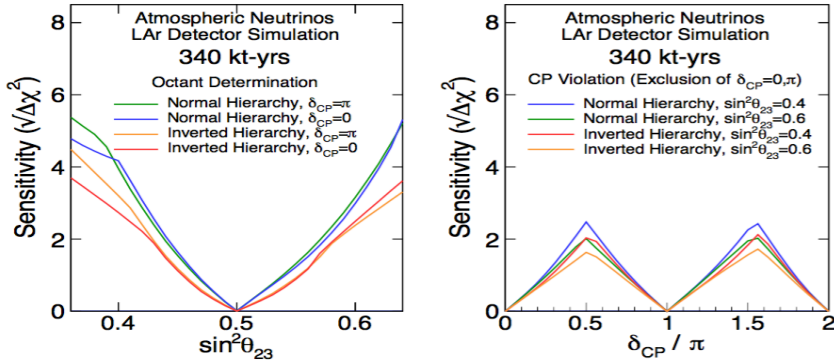 Atmospheric Neutrinos
LAr Detector Simulation
340 kt-yrs
Octant Determination
Normal Hierarchy, δCP=π
Normal Hierarchy, δCP=0
Inverted Hierarchy, δCP=π
Inverted Hierarchy, δCP=0
Sensitivity (√Δχ²)
8
6
4
2
0
0.4
0.5
0.6
sin²θ23
Atmospheric Neutrinos
LAr Detector Simulation
340 kt-yrs
CP Violation (Exclusion of δCP=0,π)
Normal Hierarchy, sin²θ23=0.4
Normal Hierarchy, sin²θ23=0.6
Inverted Hierarchy, sin²θ23=0.4
Inverted Hierarchy, sin²θ23=0.6
Sensitivity (√Δχ²)
8
6
4
2
0
0
0.5
1
1.5
2
δCP / π